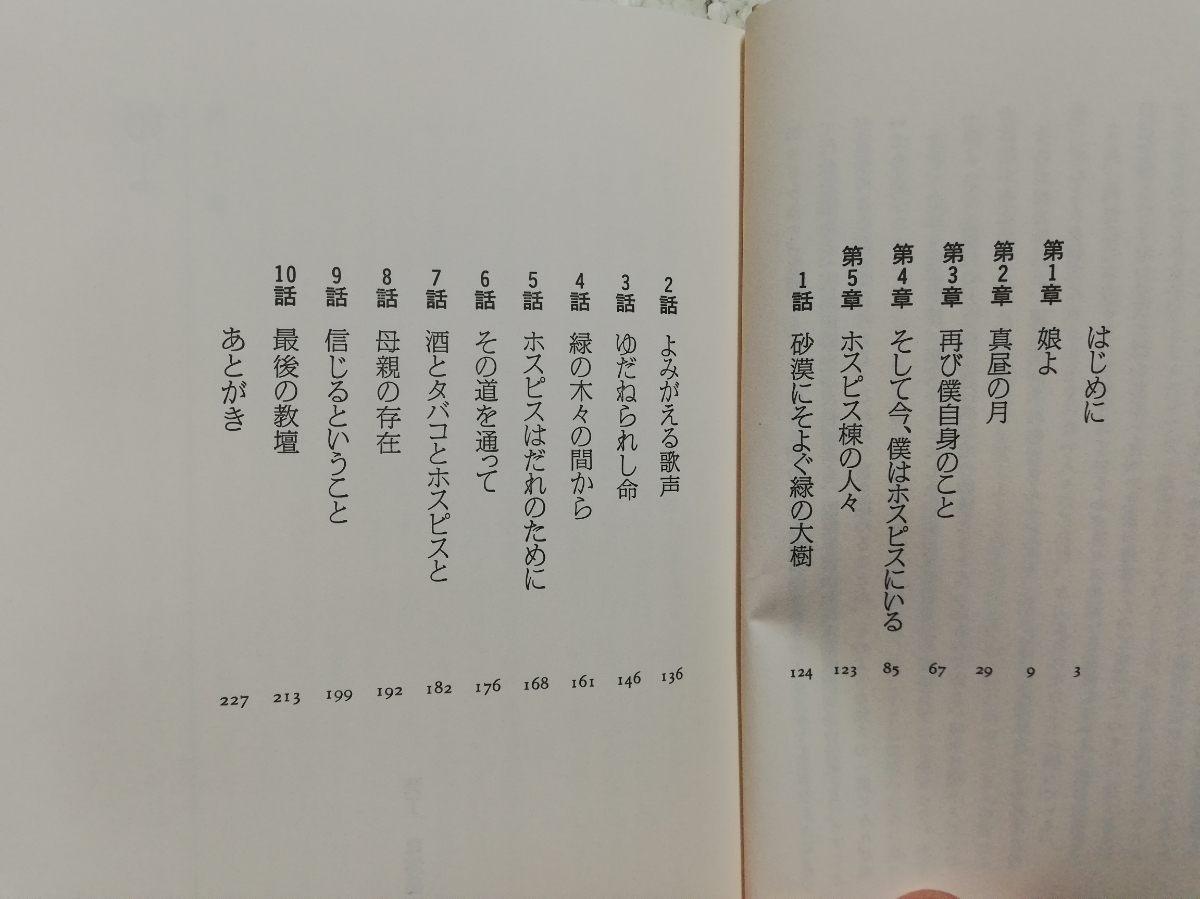 はじめに 3
第1章 娘よ 9
第2章 真昼の月 29
第3章 再び僕自身のこと 67
第4章 そして今、僕はホスピスにいる 85
第5章 ホスピス棟の人々 123
1話 砂漠にそよぐ緑の大樹 124
2話 よみがえる歌声 136
3話 ゆだねられし命 146
4話 緑の木々の間から 161
5話 ホスピスはだれのために 168
6話 その道を通って 176
7話 酒とタバコとホスピスと 182
8話 母親の存在 192
9話 信じるということ 199
10話 最後の教壇 213
あとがき 227